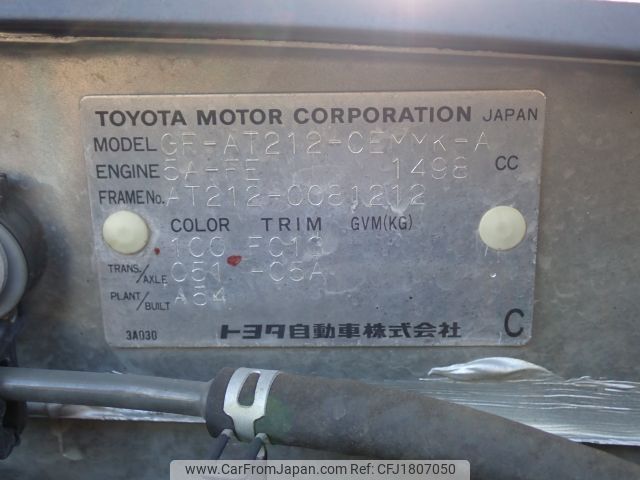 TOYOTA MOTOR CORPORATION JAPAN
MODEL GF-AT212-CEMMK-A
ENGINE 5A-FE 1498 CC
FRAME No. AT212-0081212
COLOR TRIM GVM(KG)
1C0 FC13
TRANS./AXLE C51 -C5A
PLANT/BUILT A54
3A030 トヨタ自動車株式会社 C
www.CarFromJapan.com | Ref: CFJ1807050